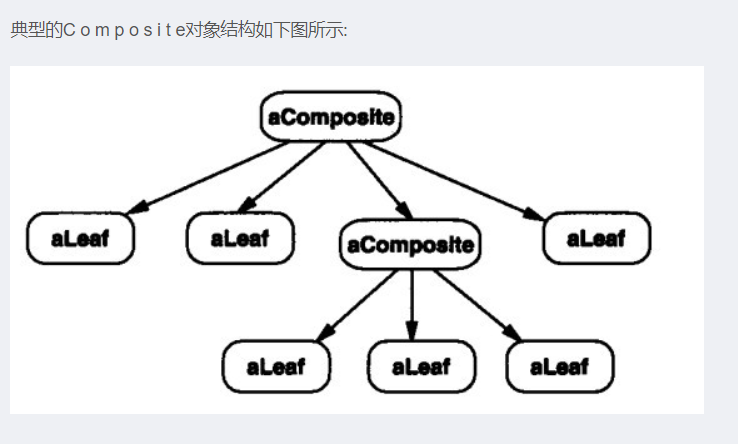 典型的C o m p o s i t e对象结构如下图所示:
aComposite
aLeaf aLeaf aComposite aLeaf
aLeaf aLeaf aLeaf